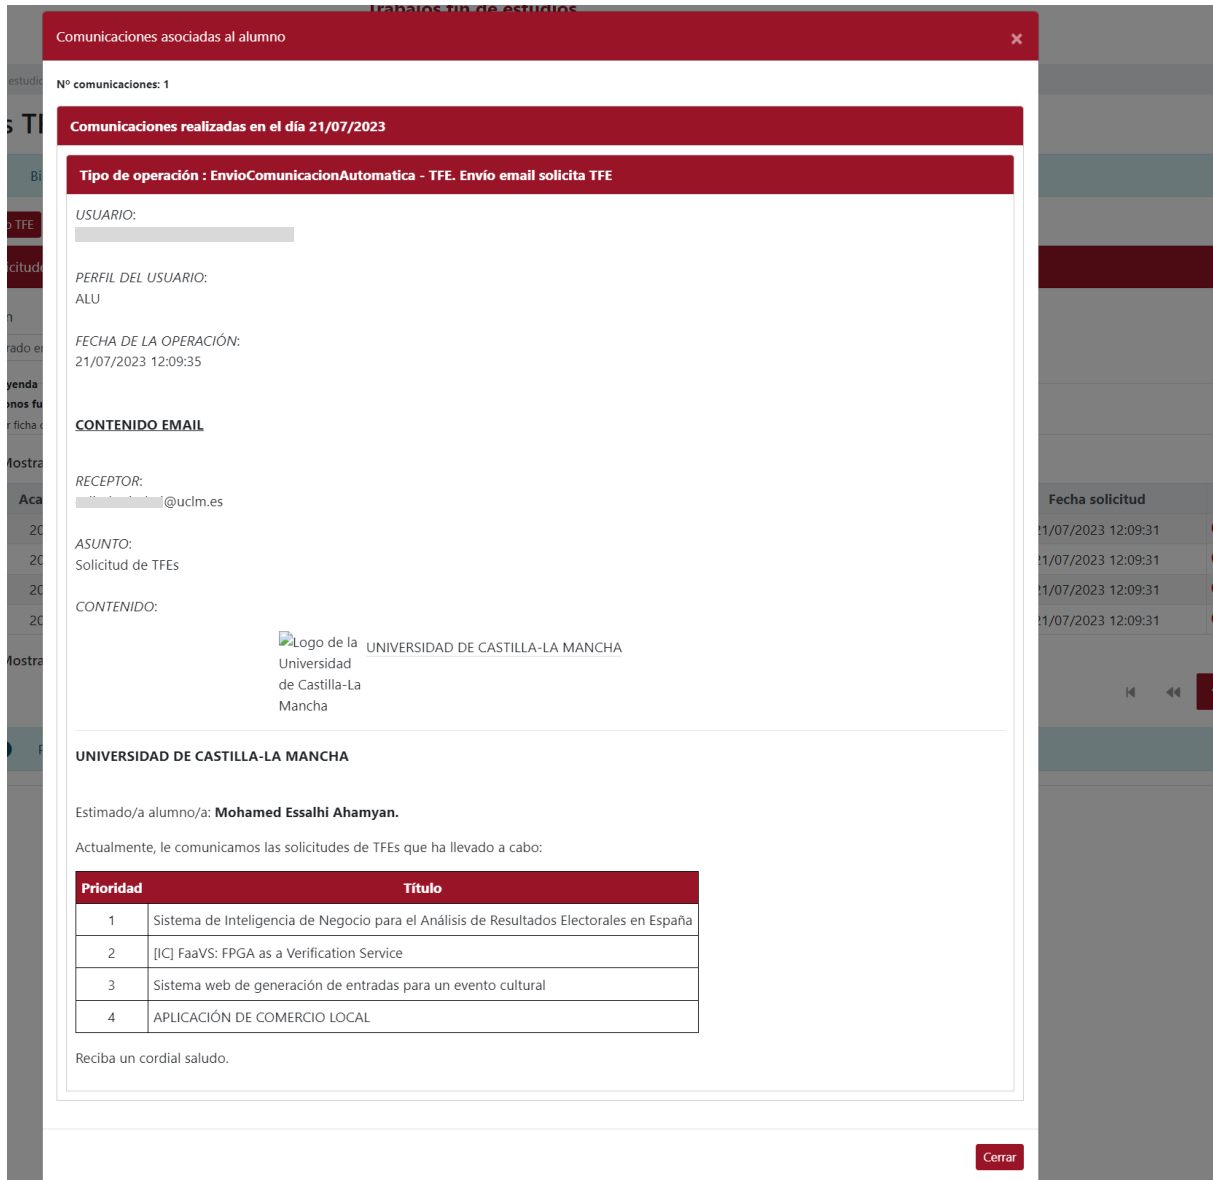 Trabajos fin de estudios
Comunicaciones asociadas al alumno
×
Nº comunicaciones: 1
Comunicaciones realizadas en el día 21/07/2023
Tipo de operación : EnvioComunicacionAutomatica - TFE. Envío email solicita TFE
USUARIO:
PERFIL DEL USUARIO:
ALU
FECHA DE LA OPERACIÓN:
21/07/2023 12:09:35
CONTENIDO EMAIL
RECEPTOR:
@uclm.es
ASUNTO:
Solicitud de TFEs
CONTENIDO:
Logo de la
Universidad
de Castilla-La
Mancha
UNIVERSIDAD DE CASTILLA-LA MANCHA
UNIVERSIDAD DE CASTILLA-LA MANCHA
Estimado/a alumno/a: Mohamed Essalhi Ahamyan.
Actualmente, le comunicamos las solicitudes de TFEs que ha llevado a cabo:
Prioridad Título
1 Sistema de Inteligencia de Negocio para el Análisis de Resultados Electorales en España
2 [IC] FaaVS: FPGA as a Verification Service
3 Sistema web de generación de entradas para un evento cultural
4 APLICACIÓN DE COMERCIO LOCAL
Reciba un cordial saludo.
Cerrar
TFE
Fecha solicitud
21/07/2023 12:09:31
21/07/2023 12:09:31
21/07/2023 12:09:31
21/07/2023 12:09:31